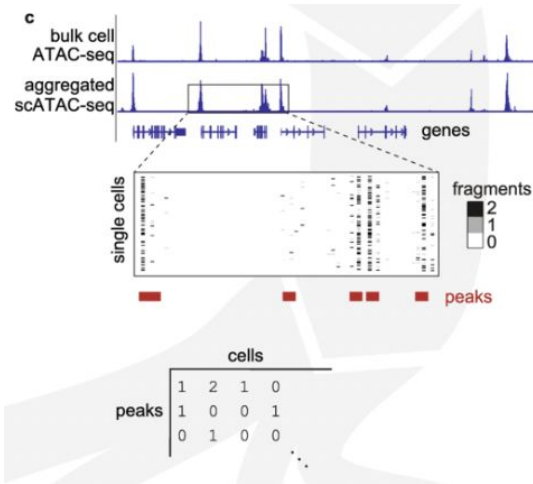 c
bulk cell
ATAC-seq
aggregated
scATAC-seq
genes
single cells
fragments
2
1
0
peaks
cells
peaks
1 2 1 0
1 0 0 1
0 1 0 0